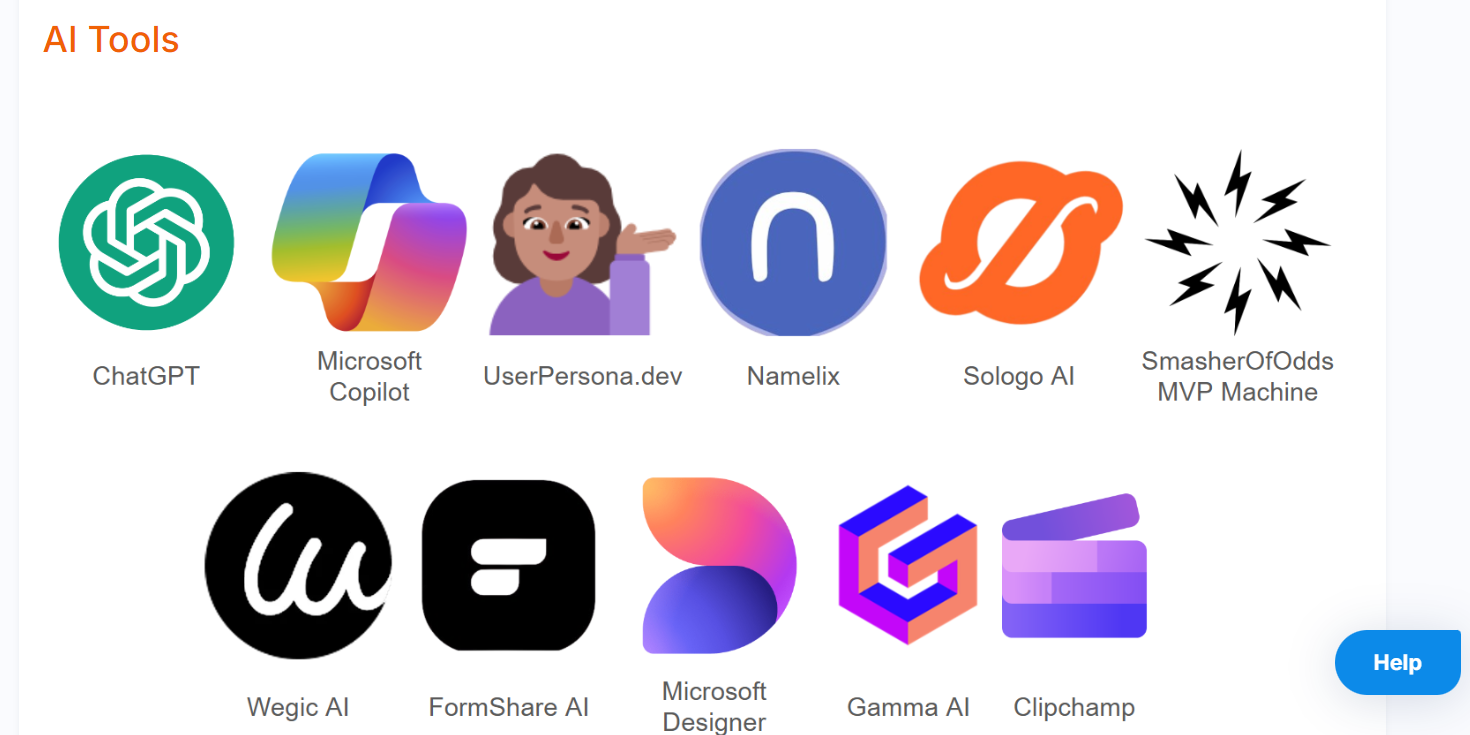 AI Tools
ChatGPT
Microsoft
Copilot
UserPersona.dev
Namelix
Sologo AI
SmasherOfOdds
MVP Machine
Wegic AI
FormShare AI
Microsoft
Designer
Gamma AI
Clipchamp
Help